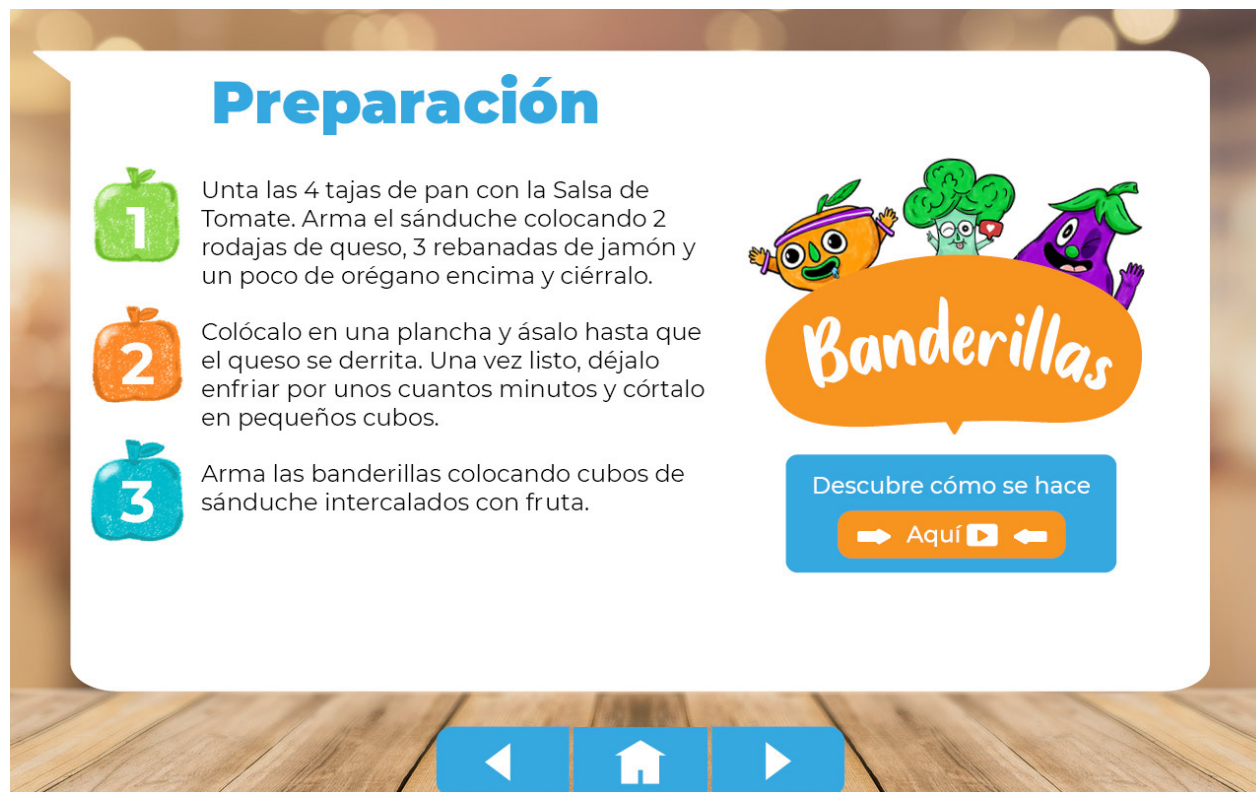 Preparación
1
Unta las 4 tajas de pan con la Salsa de
Tomate. Arma el sánduche colocando 2
rodajas de queso, 3 rebanadas de jamón y
un poco de orégano encima y ciérralo.
2
Colócalo en una plancha y ásalo hasta que
el queso se derrita. Una vez listo, déjalo
enfriar por unos cuantos minutos y córtalo
en pequeños cubos.
3
Arma las banderillas colocando cubos de
sánduche intercalados con fruta.
Banderillas
Descubre cómo se hace
Aquí